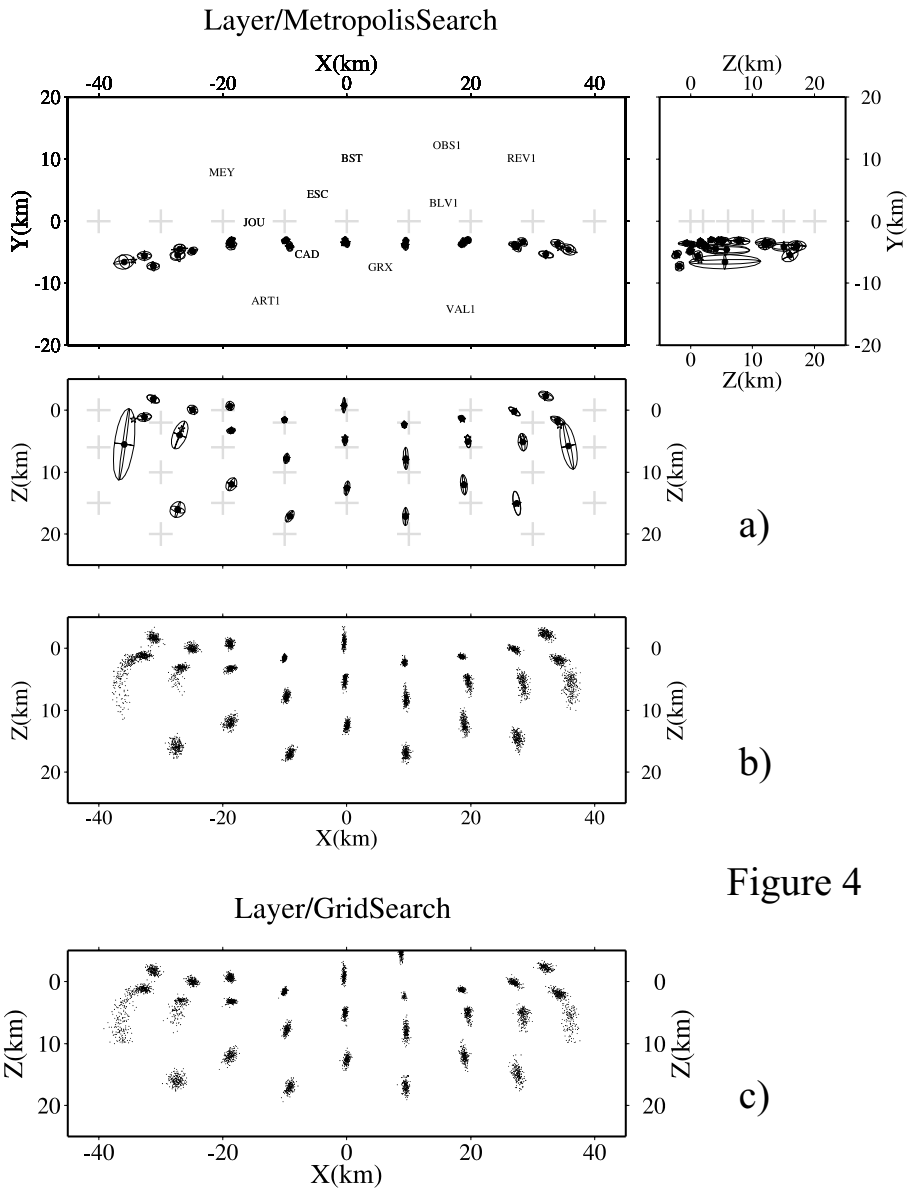 Layer/MetropolisSearch
X(km)
Z(km)
-40 -20 0 20 40
0 10 20
20
10
0
-10
-20
Y(km)
MEY
BST
OBS1
REV1
ESC
BLV1
JOU
CAD
GRX
ART1
VAL1
20
10
0
-10
-20
Y(km)
0 10 20
Z(km)
0
10
20
Z(km)
0
10
20
Z(km)
a)
0
10
20
Z(km)
0
10
20
Z(km)
b)
-40 -20 0 20 40
X(km)
Figure 4
Layer/GridSearch
0
10
20
Z(km)
0
10
20
Z(km)
c)
-40 -20 0 20 40
X(km)